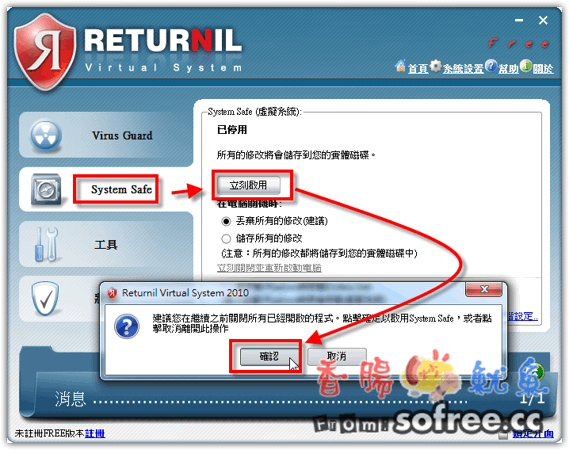 RETURNIL
Virtual System
Free
首頁 系統設置 幫助 關於
Virus Guard
System Safe
工具
System Safe (虛擬系統):
已停用
所有的修改將會儲存到您的實體磁碟。
立刻啟用
在電腦關機時:
丟棄所有的修改(建議)
儲存所有的修改
(注意：所有的修改都將儲存到您的實體磁碟中)
立刻關閉並重新啟動電腦
設定..
Returnil Virtual System 2010
建議您在繼續之前關閉所有已經開啟的程式。點擊確定以啟用System Safe，或者點
擊取消離開此操作
確認 取消
消息
1/1
香腸 魷魚
From: sofree.cc
未註冊FREE版本 註冊
鎖定介面